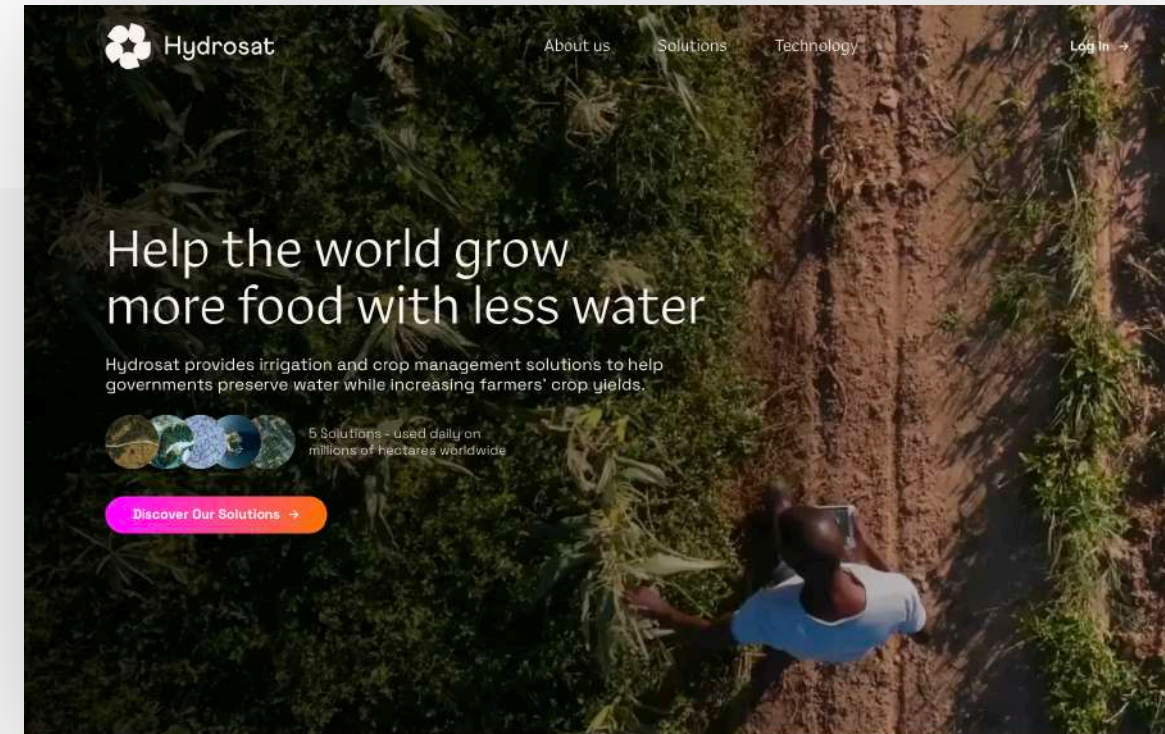 Hydrosat
About us
Solutions
Technology
Log In →
Help the world grow
more food with less water
Hydrosat provides irrigation and crop management solutions to help
governments preserve water while increasing farmers' crop yields.
5 Solutions - used daily on
millions of hectares worldwide
Discover Our Solutions →